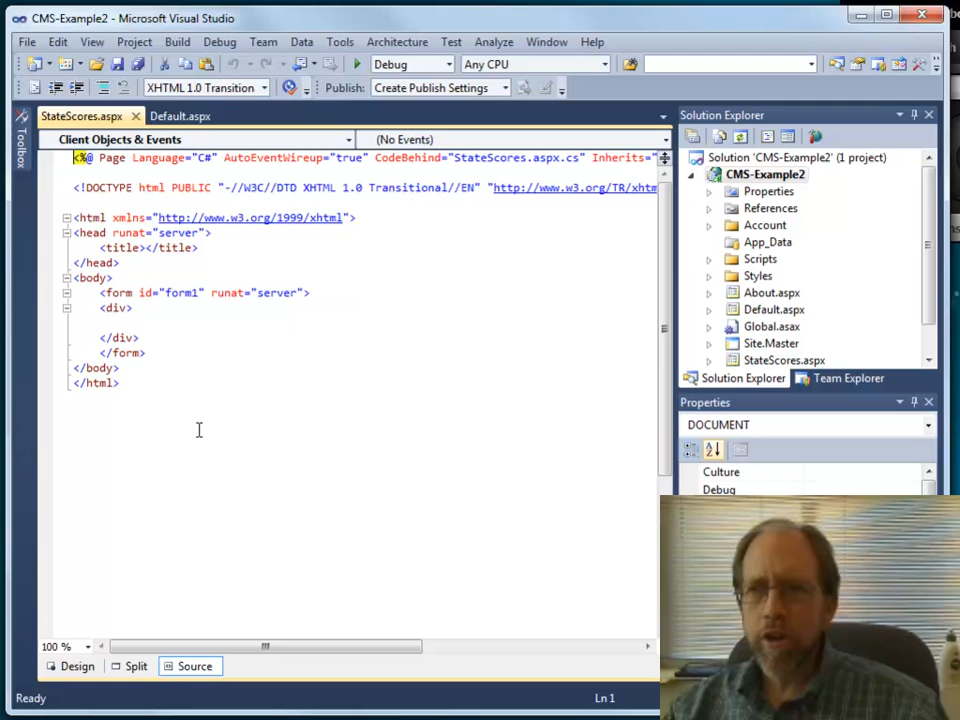 CMS-Example2 - Microsoft Visual Studio
File Edit View Project Build Debug Team Data Tools Architecture Test Analyze Window Help
Debug Any CPU
XHTML 1.0 Transition Publish: Create Publish Settings
Toolbox
StateScores.aspx Default.aspx
Client Objects & Events (No Events)
<%@ Page Language="C#" AutoEventWireup="true" CodeBehind="StateScores.aspx.cs" Inherits="
<!DOCTYPE html PUBLIC "-//W3C//DTD XHTML 1.0 Transitional//EN" "http://www.w3.org/TR/xhtm
<html xmlns="http://www.w3.org/1999/xhtml">
<head runat="server">
<title></title>
</head>
<body>
<form id="form1" runat="server">
<div>
</div>
</form>
</body>
</html>
100 %
Design Split Source
Ready Ln 1
Solution Explorer
Solution 'CMS-Example2' (1 project)
CMS-Example2
Properties
References
Account
App_Data
Scripts
Styles
About.aspx
Default.aspx
Global.asax
Site.Master
StateScores.aspx
Solution Explorer Team Explorer
Properties
DOCUMENT
Culture
Debug